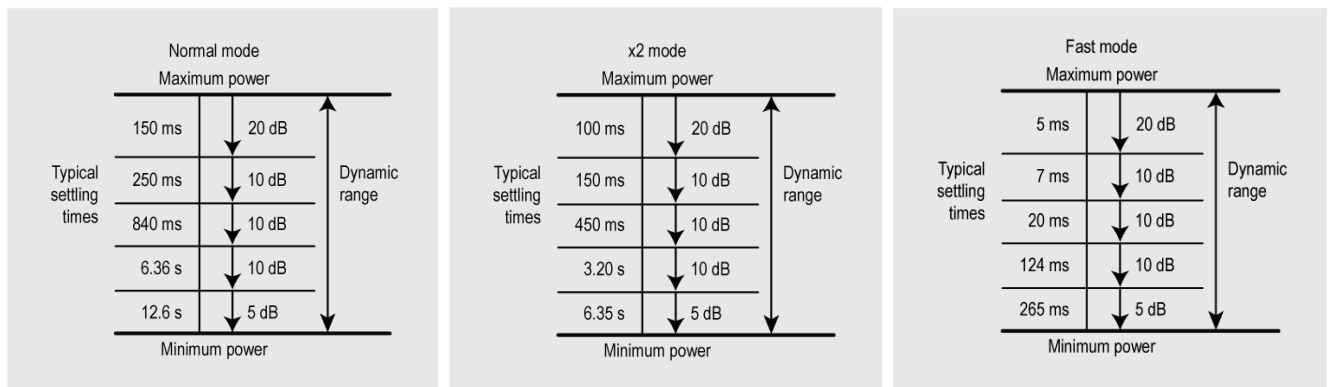 Normal mode
Maximum power
150 ms 20 dB
250 ms 10 dB
840 ms 10 dB
6.36 s 10 dB
12.6 s 5 dB
Typical
settling
times
Dynamic
range
Minimum power
x2 mode
Maximum power
100 ms 20 dB
150 ms 10 dB
450 ms 10 dB
3.20 s 10 dB
6.35 s 5 dB
Typical
settling
times
Dynamic
range
Minimum power
Fast mode
Maximum power
5 ms 20 dB
7 ms 10 dB
20 ms 10 dB
124 ms 10 dB
265 ms 5 dB
Typical
settling
times
Dynamic
range
Minimum power